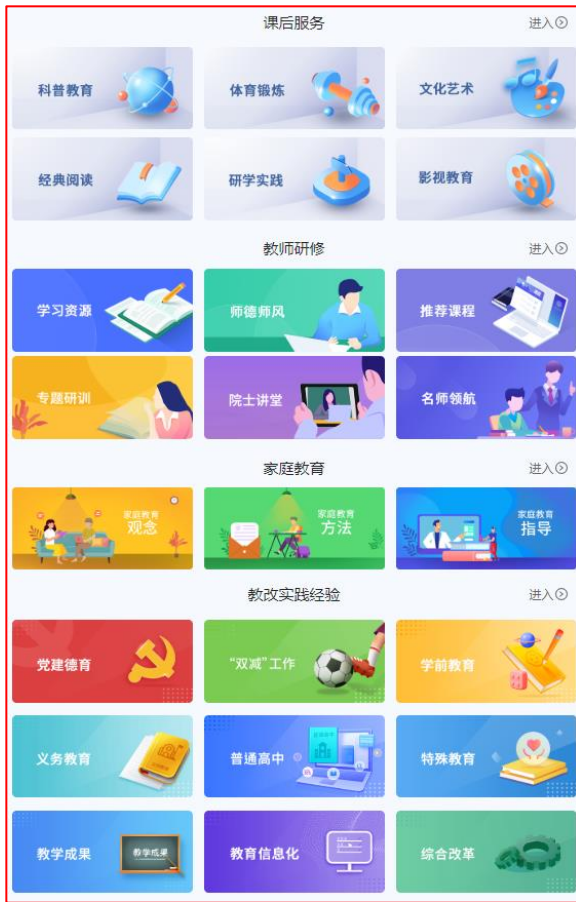 课后服务
进入
科普教育
体育锻炼
文化艺术
经典阅读
研学实践
影视教育
教师研修
进入
学习资源
师德师风
推荐课程
专题研训
院士讲堂
名师领航
家庭教育
进入
家庭教育
观念
家庭教育
方法
家庭教育
指导
教改实践经验
进入
党建德育
“双减”工作
学前教育
义务教育
普通高中
特殊教育
教学成果
教学成果
教育信息化
综合改革